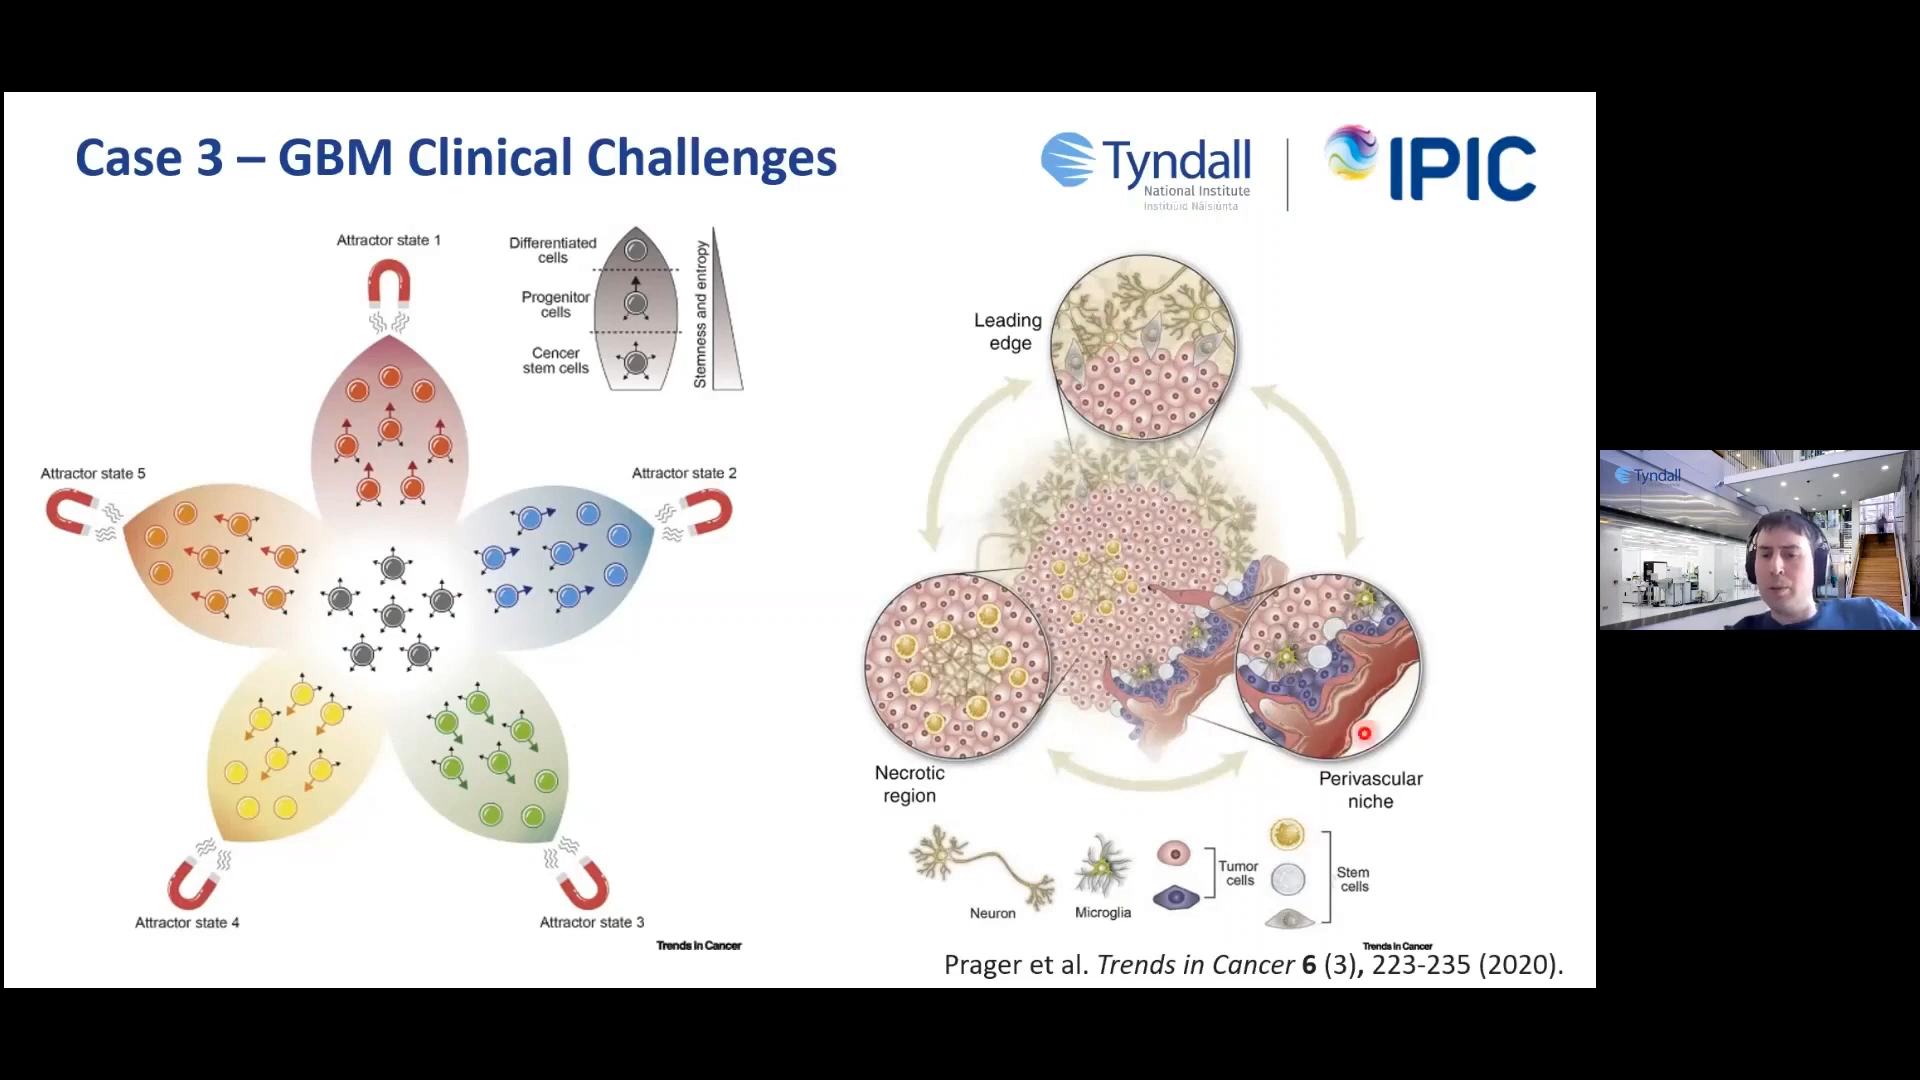 Case 3 – GBM Clinical Challenges
Tyndall
National Institute
Institiúid Náisiúnta
IPIC
Attractor state 1
Differentiated
cells
Progenitor
cells
Cencer
stem cells
Stemness and entropy
Attractor state 5
Attractor state 2
Attractor state 4
Attractor state 3
Trends in Cancer
Leading
edge
Necrotic
region
Perivascular
niche
Neuron
Microglia
Tumor
cells
Stem
cells
Trends in Cancer
Prager et al. Trends in Cancer 6 (3), 223-235 (2020).
Tyndall